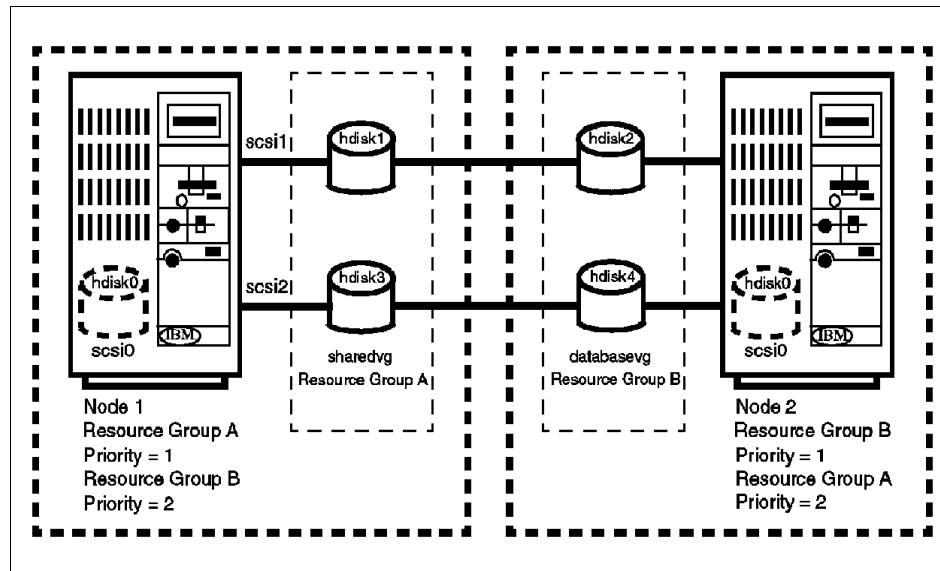 scsi1
hdisk1
hdisk2
hdisk0
scsi2
hdisk3
hdisk4
hdisk0
IBM
scsi0
sharedvg
Resource Group A
databasevg
Resource Group B
IBM
scsi0
Node 1
Resource Group A
Priority = 1
Resource Group B
Priority = 2
Node 2
Resource Group B
Priority = 1
Resource Group A
Priority = 2